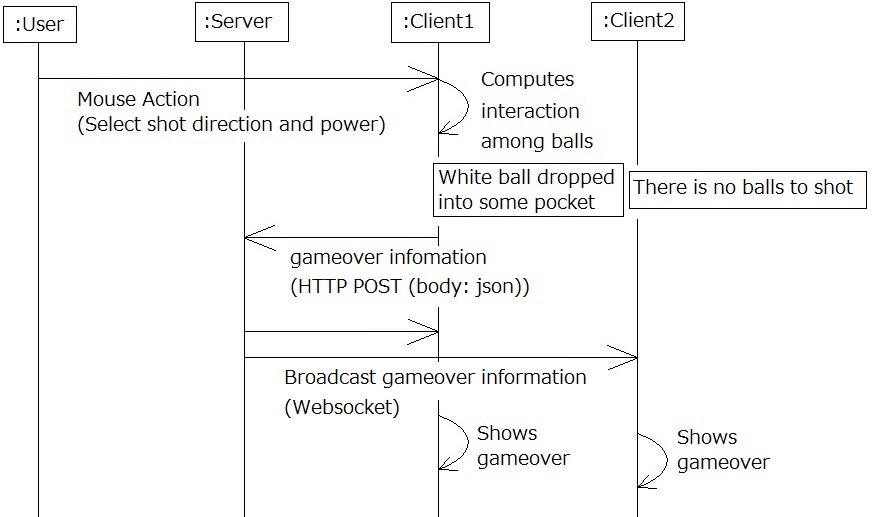 :User
:Server
:Client1
:Client2
Mouse Action
(Select shot direction and power)
Computes
interaction
among balls
White ball dropped
into some pocket
There is no balls to shot
gameover infomation
(HTTP POST (body: json))
Broadcast gameover information
(Websocket)
Shows
gameover
Shows
gameover